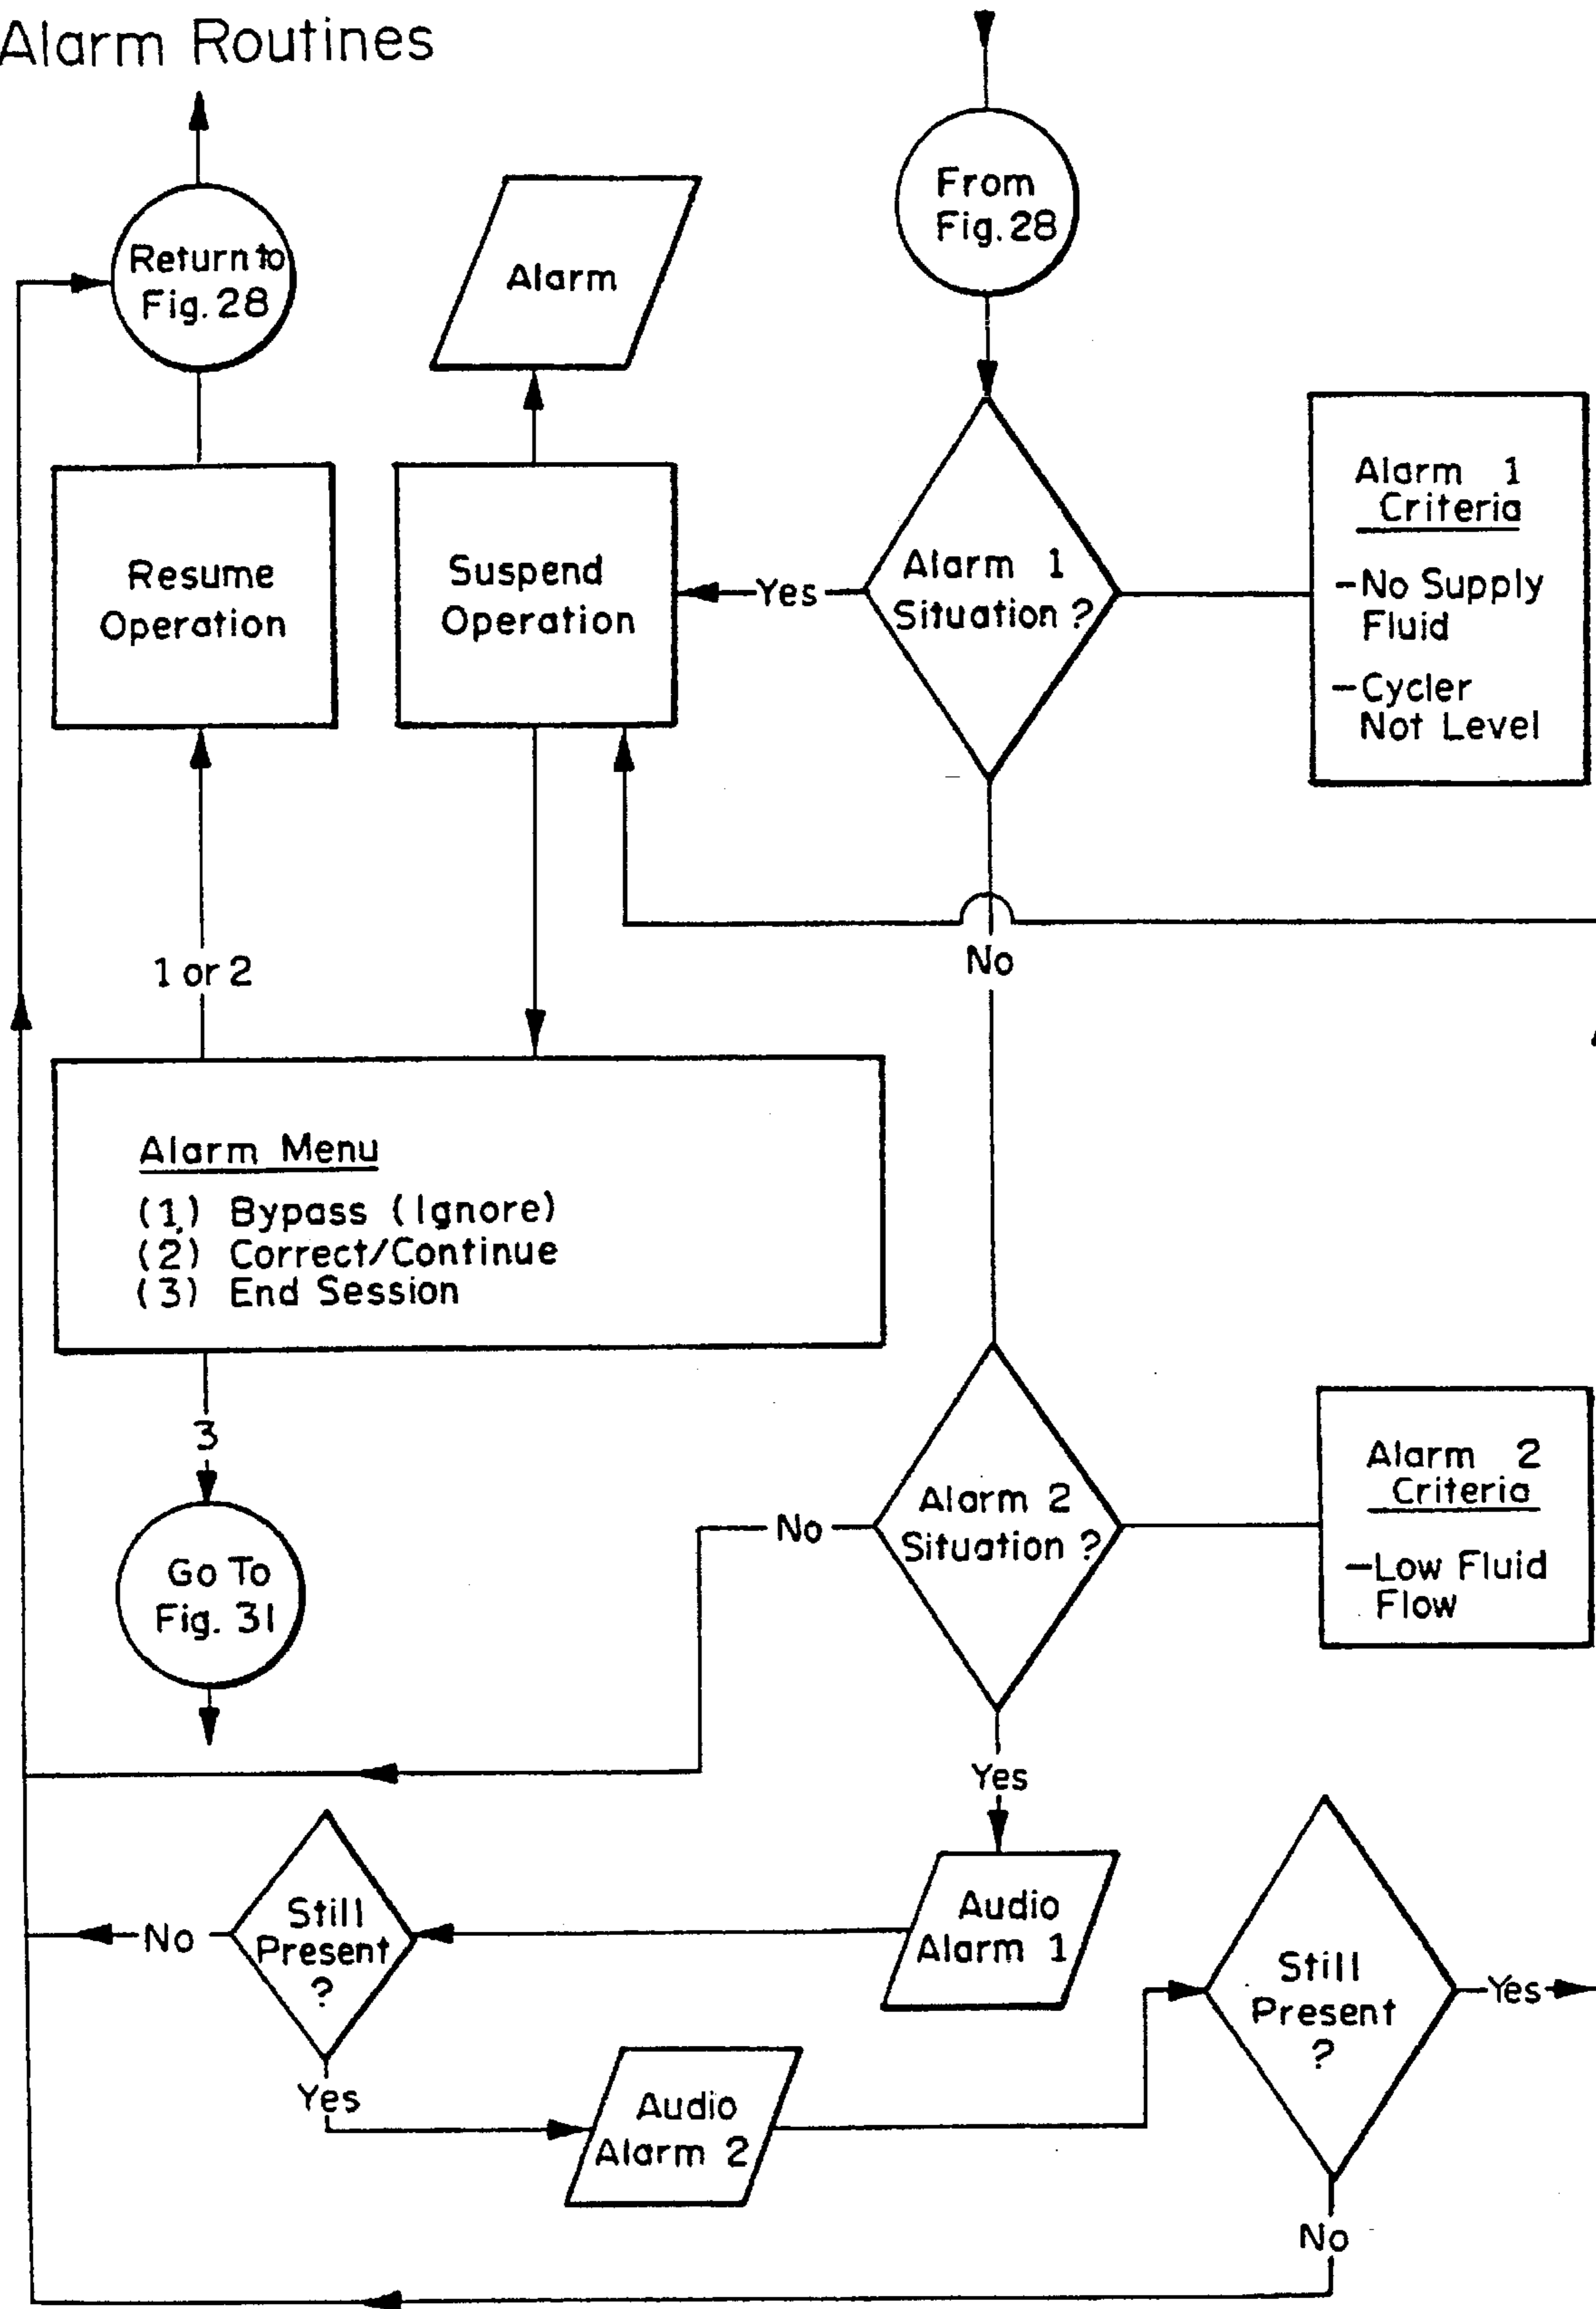 Alarm Routines
From
Fig. 28
Return to
Fig. 28
Alarm
Alarm 1
Criteria
-No Supply
Fluid
-Cycler
Not Level
Resume
Operation
Suspend
Operation
Yes
Alarm 1
Situation ?
No
1 or 2
Alarm Menu
(1) Bypass (Ignore)
(2) Correct/Continue
(3) End Session
3
Go To
Fig. 31
No
Alarm 2
Situation ?
Alarm 2
Criteria
-Low Fluid
Flow
Yes
Audio
Alarm 1
Still
Present
?
No
Yes
Audio
Alarm 2
Still
Present
?
Yes
No